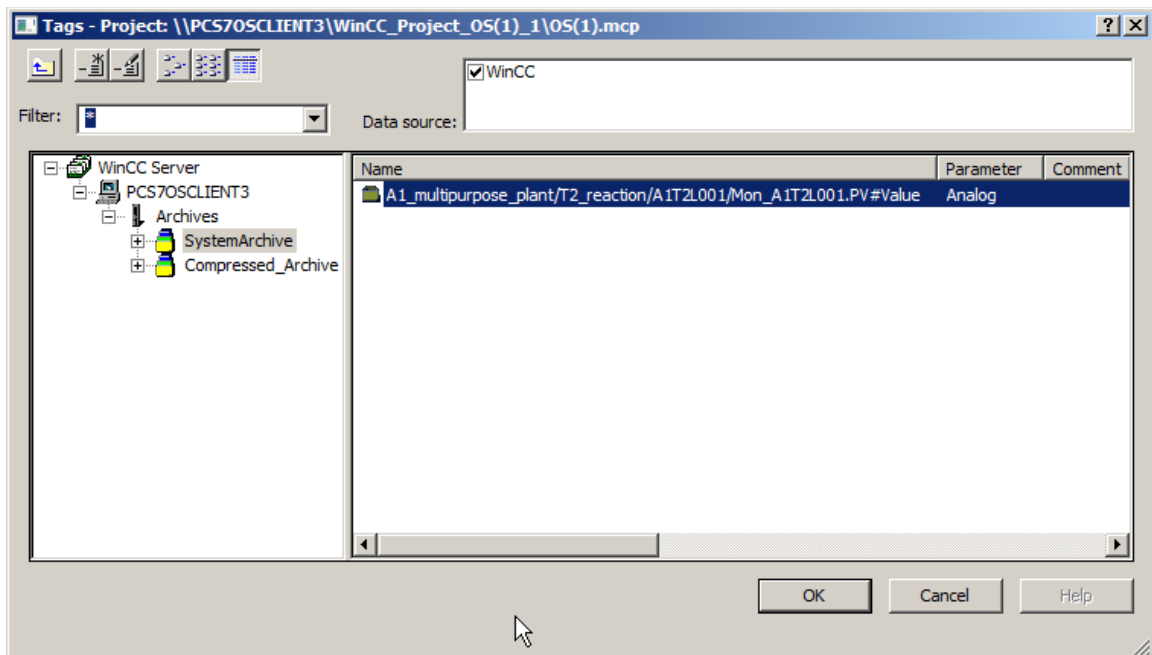 Tags - Project: \\PCS7OSCLIENT3\WinCC_Project_OS(1)_1\OS(1).mcp
WinCC
Filter: * Data source:
WinCC Server
PCS7OSCLIENT3
Archives
SystemArchive
Compressed_Archive
Name Parameter Comment
A1_multipurpose_plant/T2_reaction/A1T2L001/Mon_A1T2L001.PV#Value Analog
OK Cancel Help